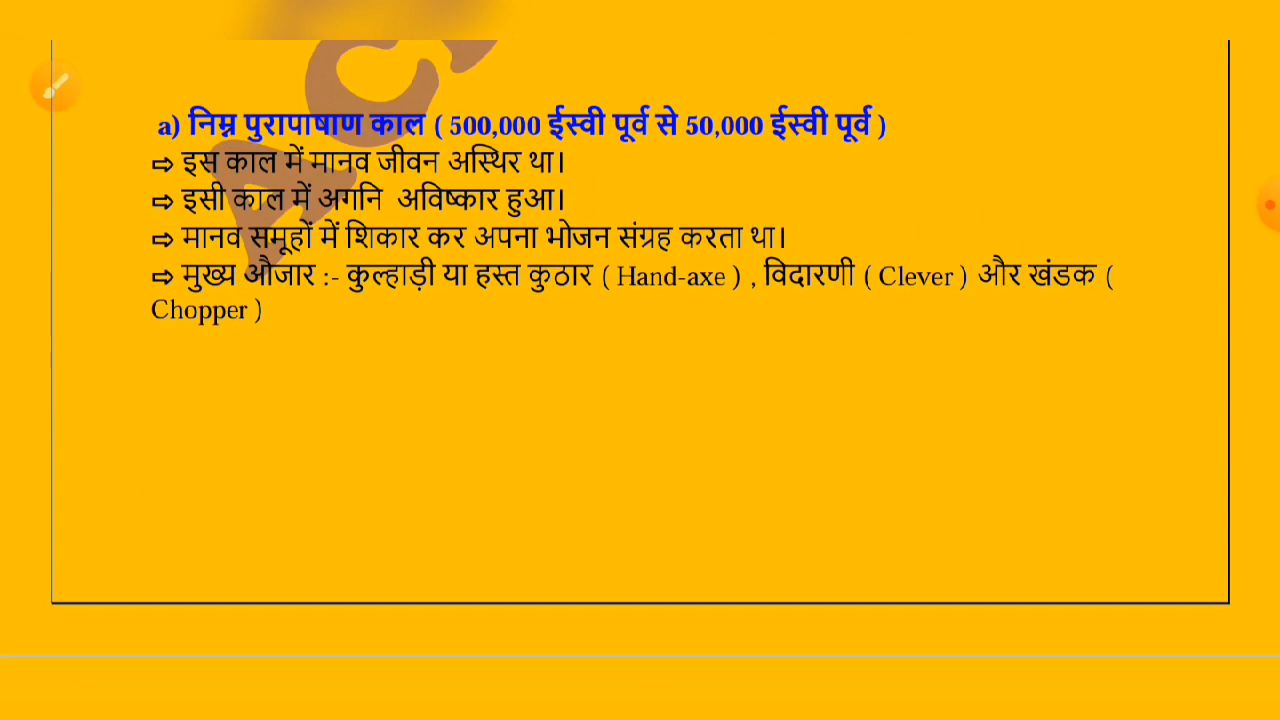 a) निम्न पुरापाषाण काल ( 500,000 ईस्वी पूर्व से 50,000 ईस्वी पूर्व )
⇨ इस काल में मानव जीवन अस्थिर था।
⇨ इसी काल में अगनि अविष्कार हुआ।
⇨ मानव समूहों में शिकार कर अपना भोजन संग्रह करता था।
⇨ मुख्य औजार :- कुल्हाड़ी या हस्त कुठार ( Hand-axe ) , विदारणी ( Clever ) और खंडक (
Chopper )